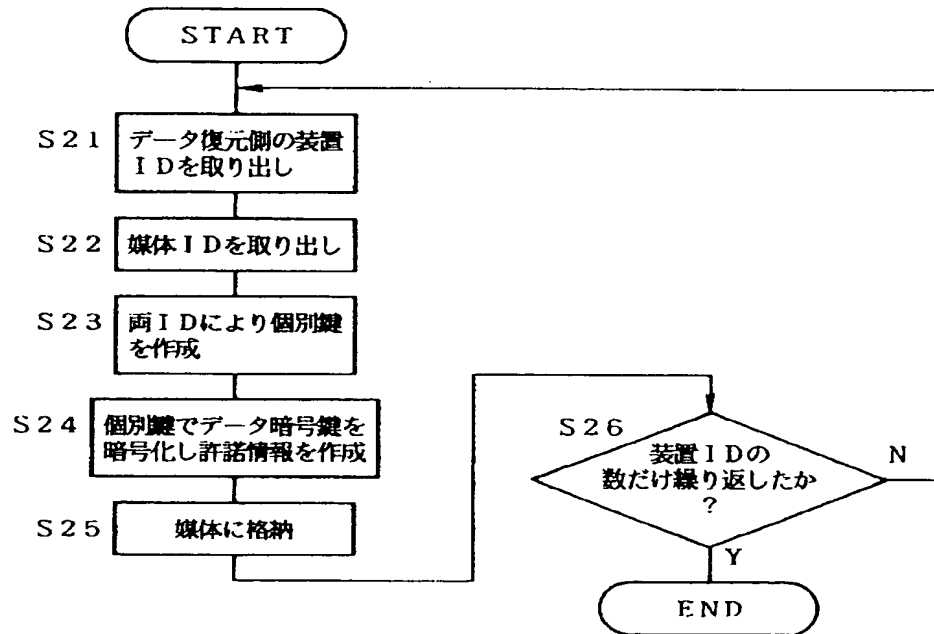 START
S21
データ復元側の装置
IDを取り出し
S22
媒体IDを取り出し
S23
両IDにより個別鍵
を作成
S24
個別鍵でデータ暗号鍵を
暗号化し許諾情報を作成
S25
媒体に格納
S26
装置IDの
数だけ繰り返したか
?
N
Y
END